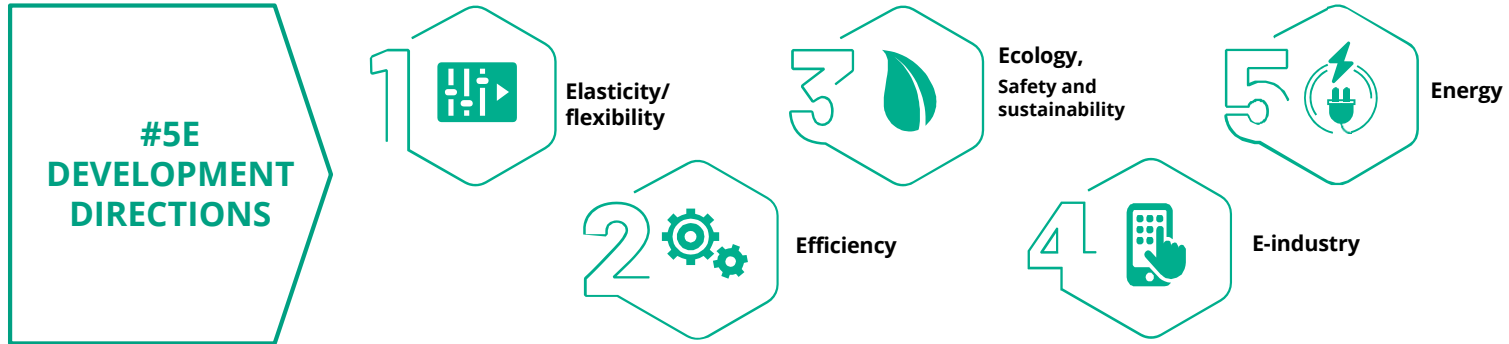 #5E
DEVELOPMENT
DIRECTIONS
1
Elasticity/
flexibility
2
Efficiency
3
Ecology,
Safety and
sustainability
4
E-industry
5
Energy